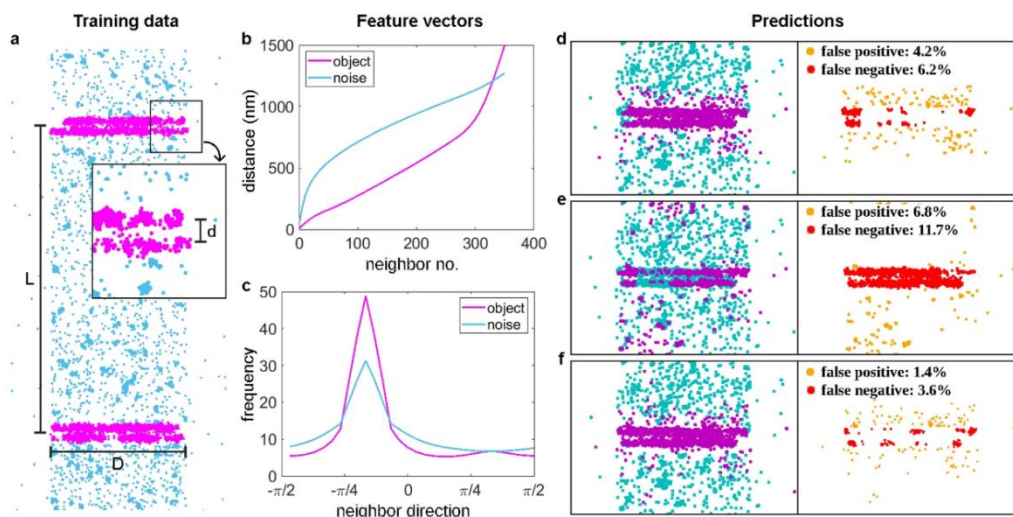 Training data
Feature vectors
Predictions
a
L
d
D
b
1500
1000
500
0
distance (nm)
object
noise
0
100
200
300
400
neighbor no.
c
50
40
30
20
10
0
frequency
object
noise
-π/2
-π/4
0
π/4
π/2
neighbor direction
d
false positive: 4.2%
false negative: 6.2%
e
false positive: 6.8%
false negative: 11.7%
f
false positive: 1.4%
false negative: 3.6%